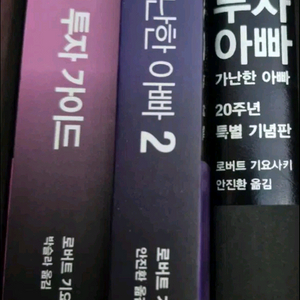 투자 가이드
로버트 기요
박슬라 옮김
난한 아빠 2
로버트 기
안진환 옮
투자
아빠
가난한 아빠
20주년
특별 기념판
로버트 기요사키
안진환 옮김